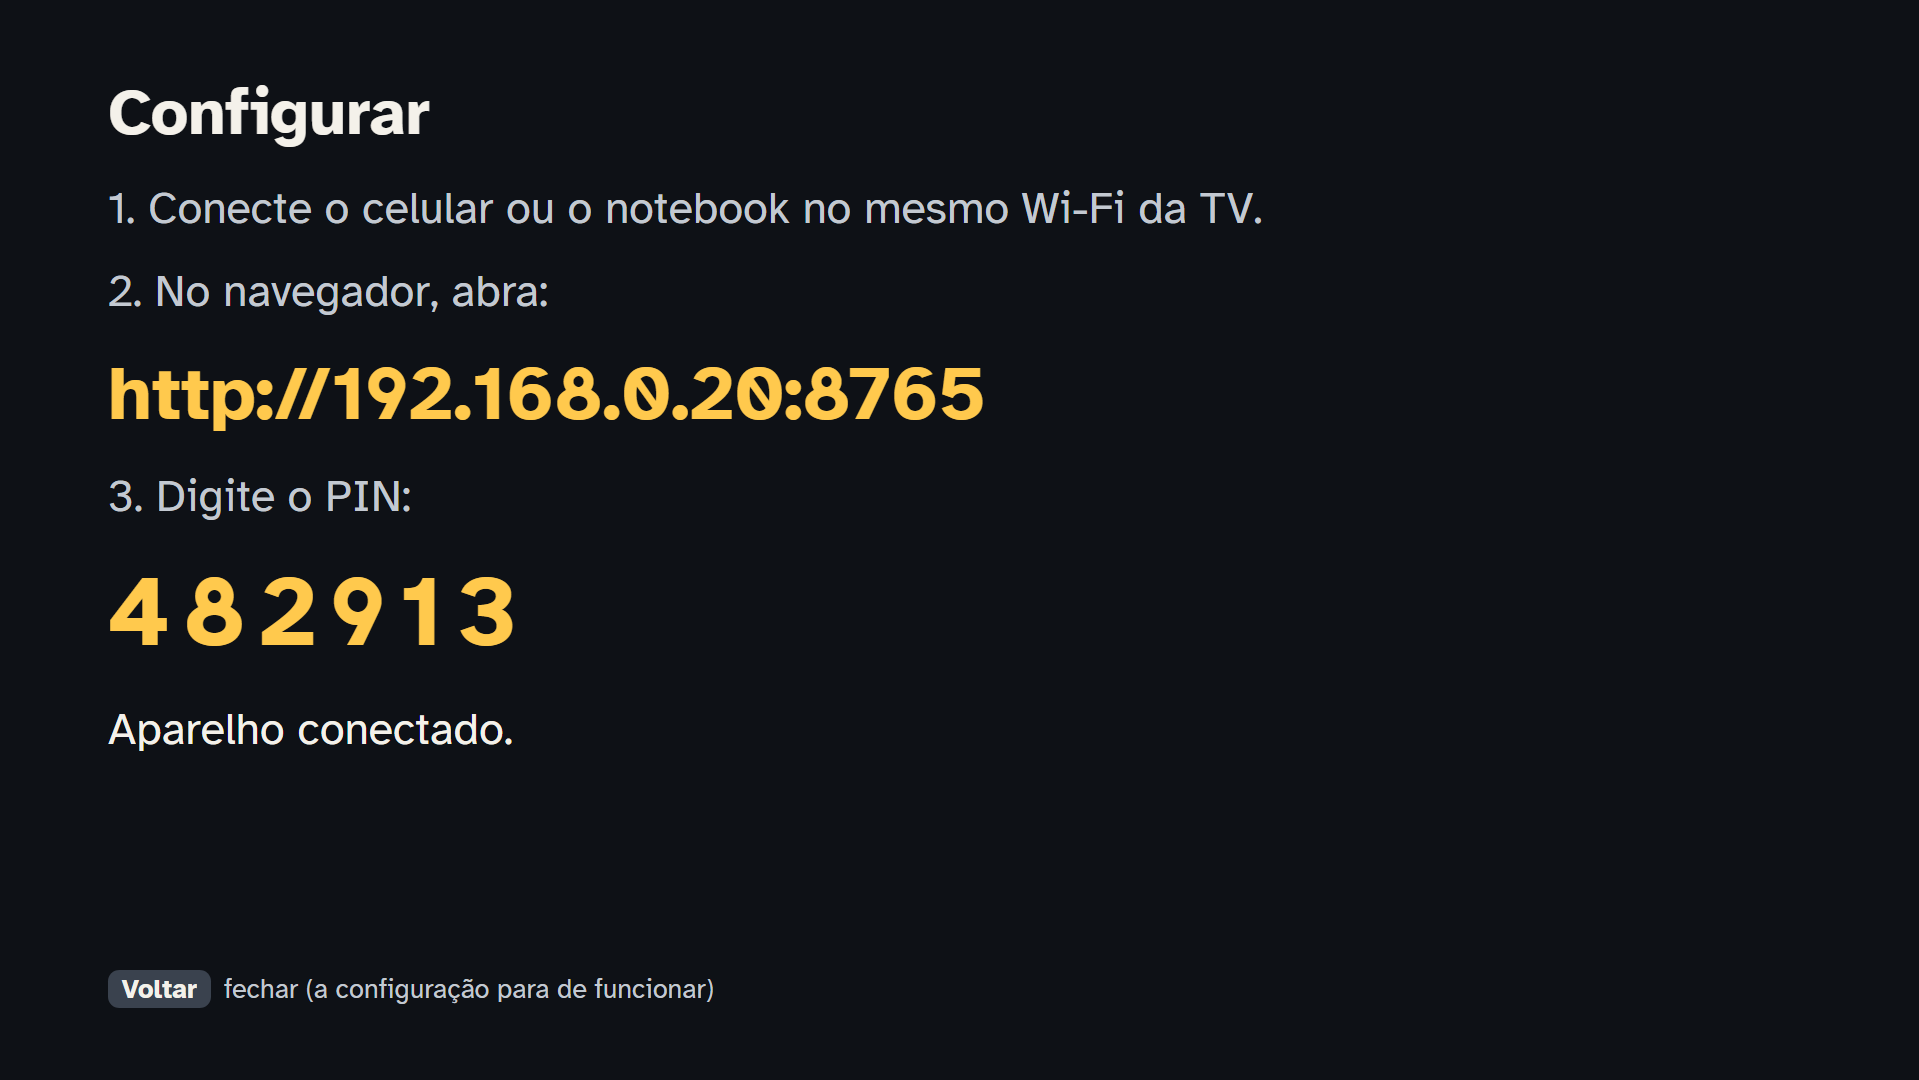 Configurar
1. Conecte o celular ou o notebook no mesmo Wi-Fi da TV.
2. No navegador, abra:
http://192.168.0.20:8765
3. Digite o PIN:
482913
Aparelho conectado.
Voltar fechar (a configuração para de funcionar)